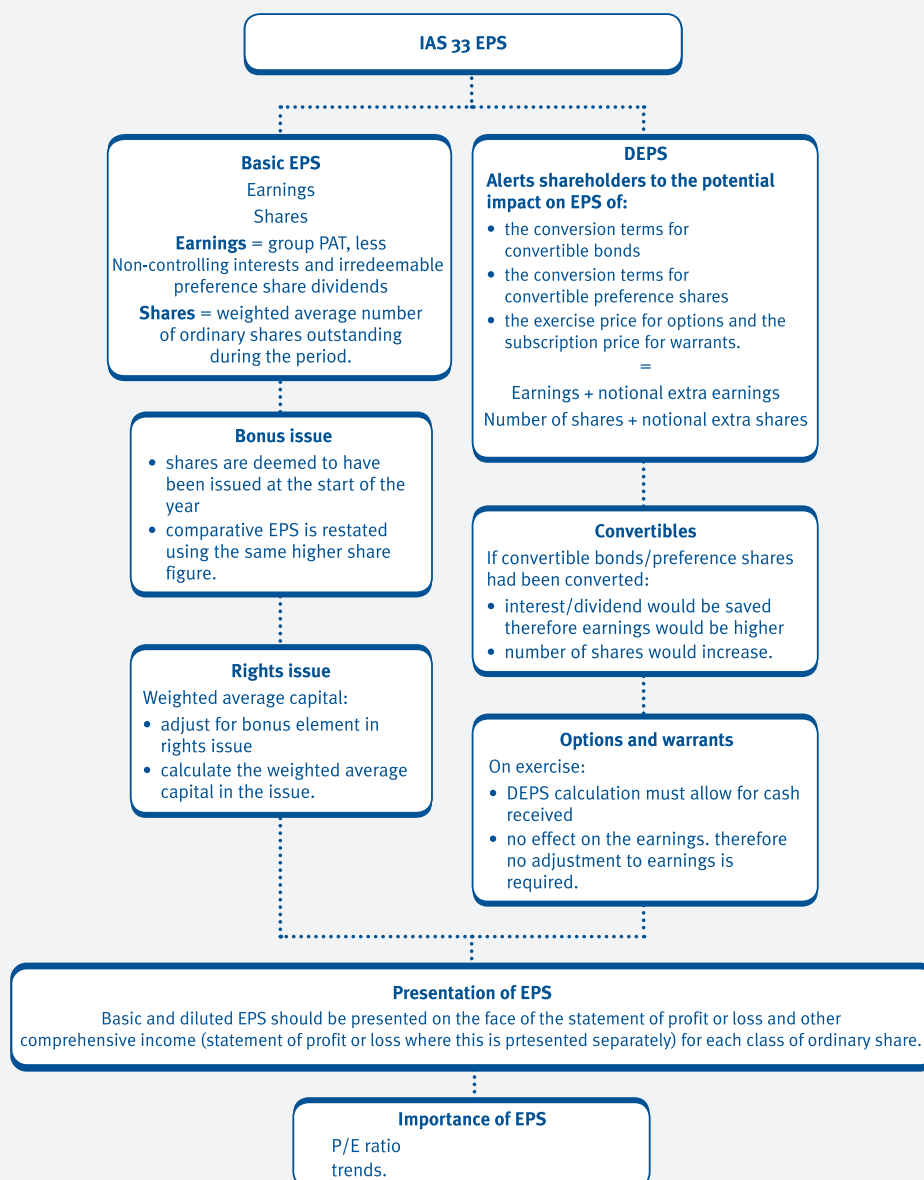 IAS 33 EPS
Basic EPS
Earnings
Shares
Earnings = group PAT, less
Non-controlling interests and irredeemable
preference share dividends
Shares = weighted average number
of ordinary shares outstanding
during the period.
Bonus issue
• shares are deemed to have
been issued at the start of the
year
• comparative EPS is restated
using the same higher share
figure.
Rights issue
Weighted average capital:
• adjust for bonus element in
rights issue
• calculate the weighted average
capital in the issue.
DEPS
Alerts shareholders to the potential
impact on EPS of:
• the conversion terms for
convertible bonds
• the conversion terms for
convertible preference shares
• the exercise price for options and the
subscription price for warrants.
=
Earnings + notional extra earnings
Number of shares + notional extra shares
Convertibles
If convertible bonds/preference shares
had been converted:
• interest/dividend would be saved
therefore earnings would be higher
• number of shares would increase.
Options and warrants
On exercise:
• DEPS calculation must allow for cash
received
• no effect on the earnings. therefore
no adjustment to earnings is
required.
Presentation of EPS
Basic and diluted EPS should be presented on the face of the statement of profit or loss and other
comprehensive income (statement of profit or loss where this is prtesented separately) for each class of ordinary share.
Importance of EPS
P/E ratio
trends.